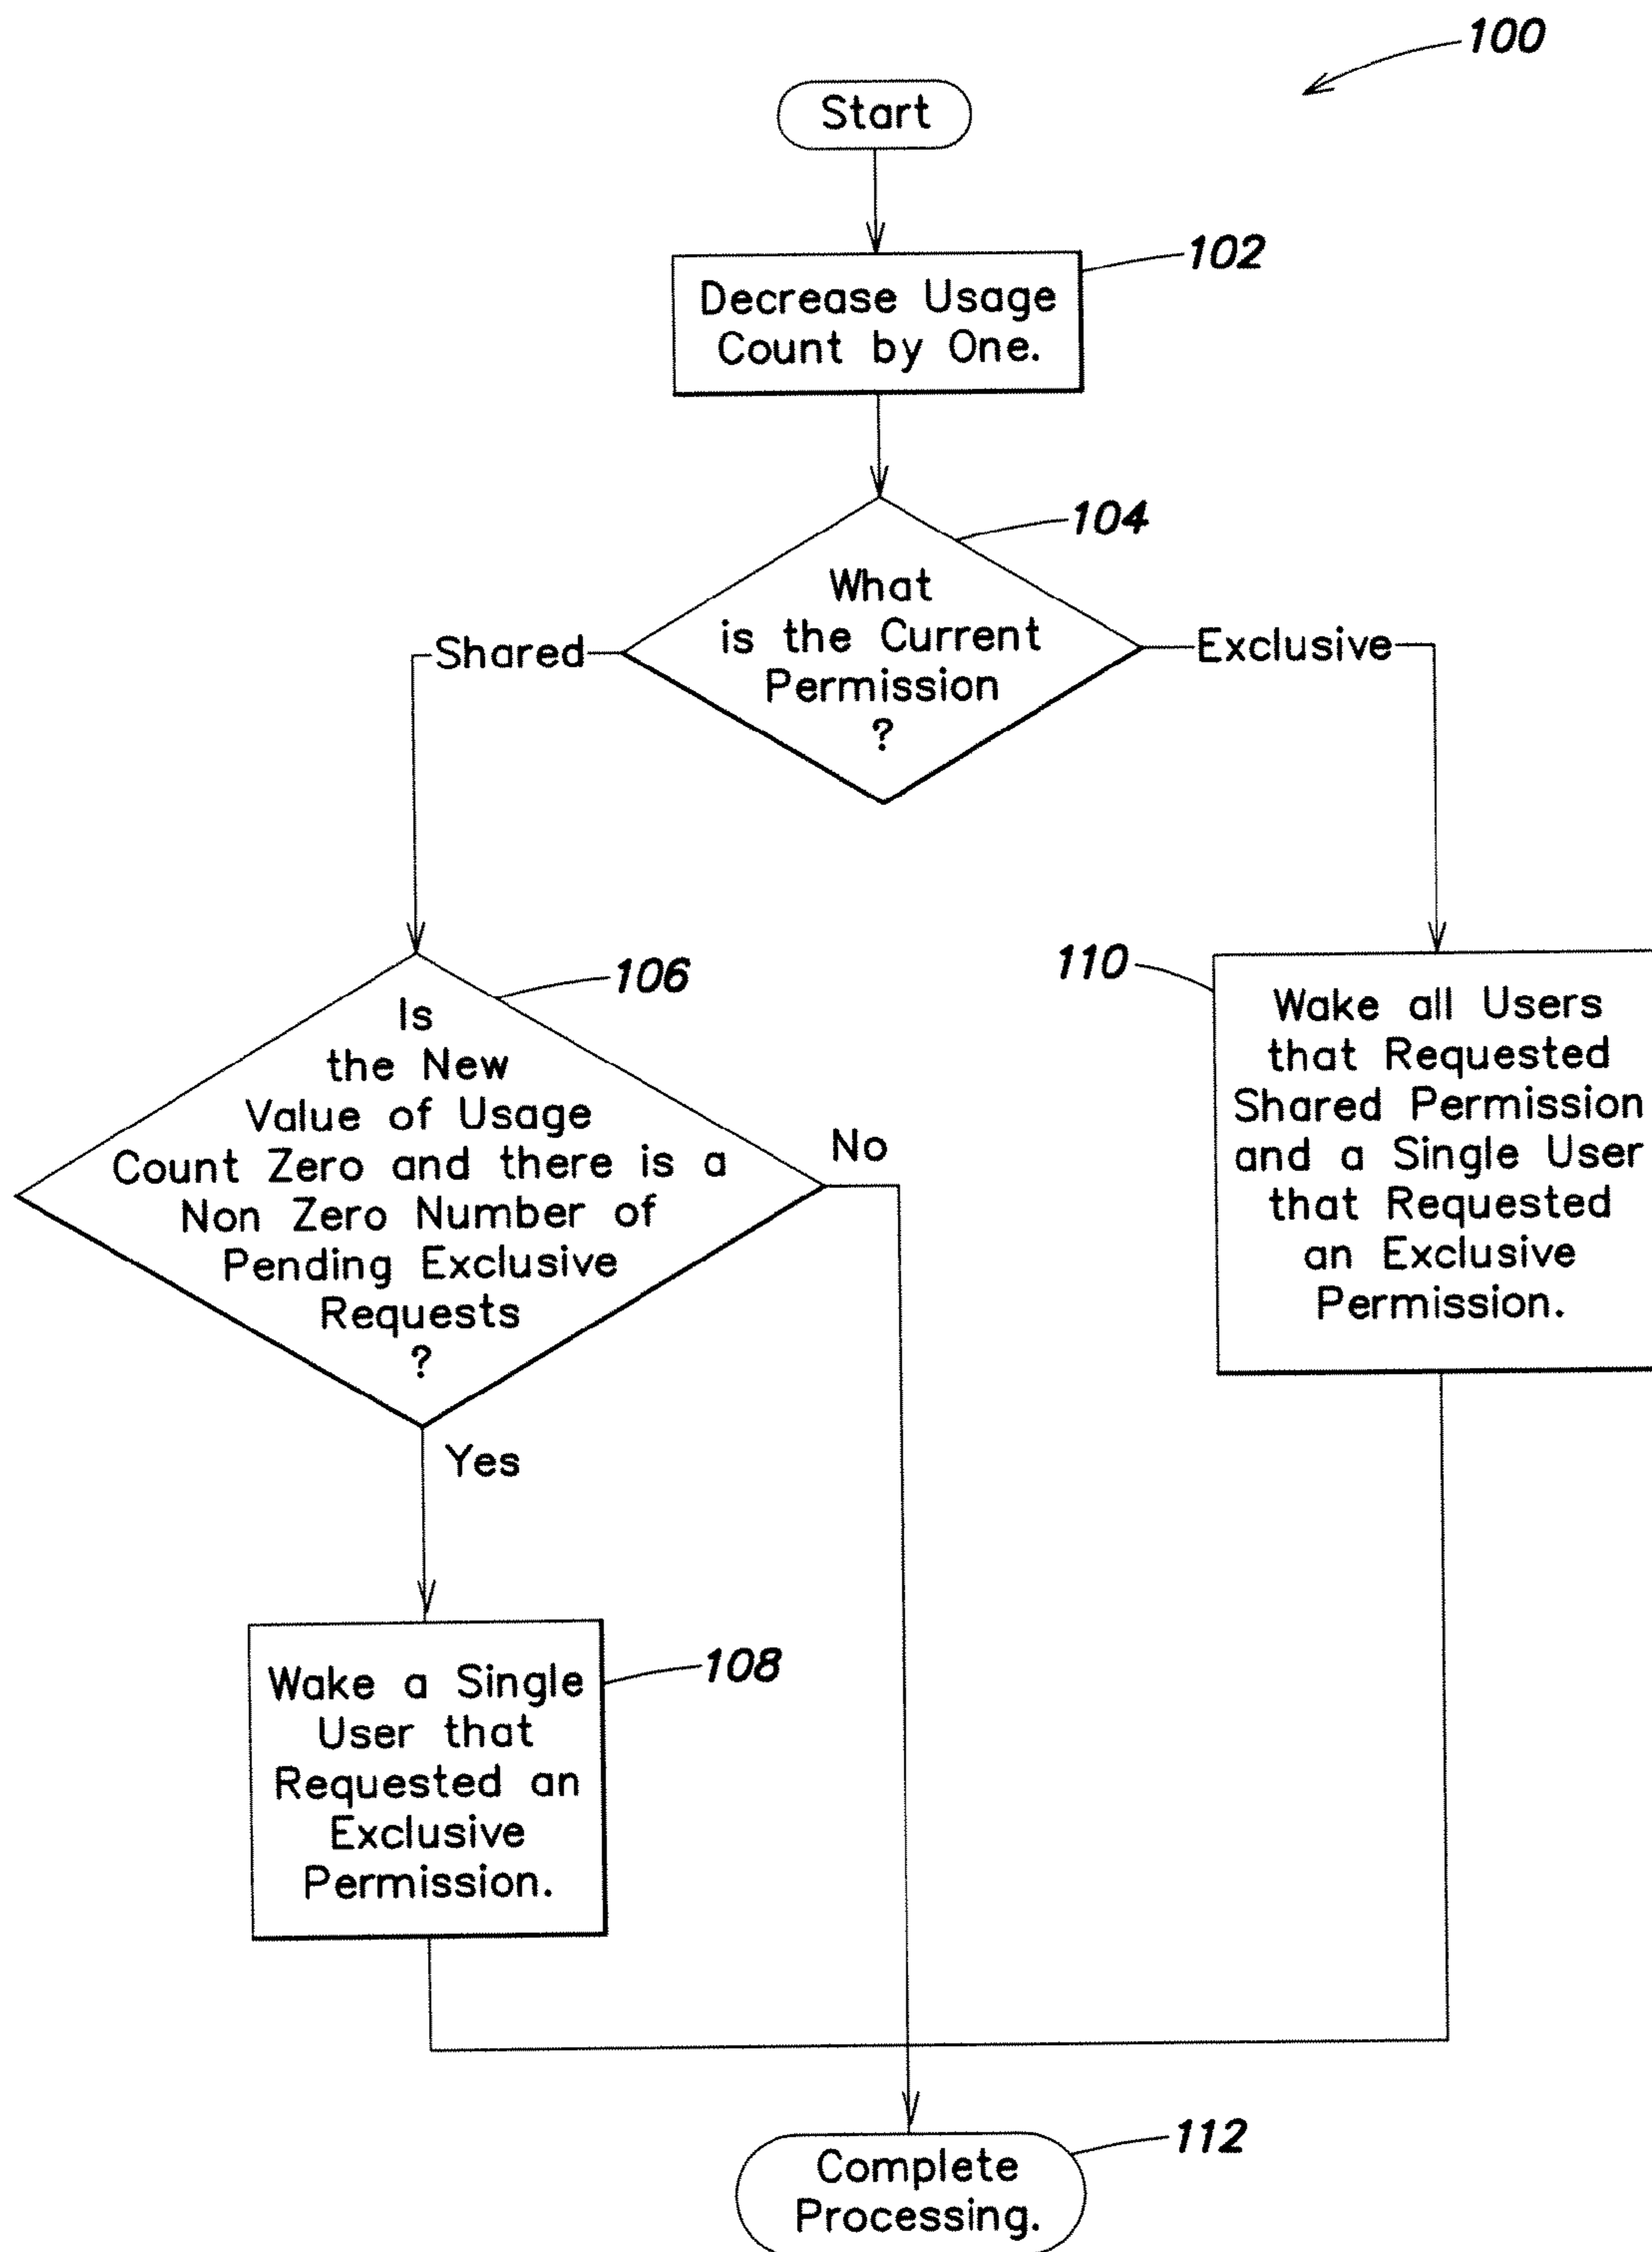 100
Start
102
Decrease Usage
Count by One.
104
What
is the Current
Permission
?
Shared
Exclusive
106
Is
the New
Value of Usage
Count Zero and there is a
Non Zero Number of
Pending Exclusive
Requests
?
No
Yes
110
Wake all Users
that Requested
Shared Permission
and a Single User
that Requested
an Exclusive
Permission.
108
Wake a Single
User that
Requested an
Exclusive
Permission.
112
Complete
Processing.